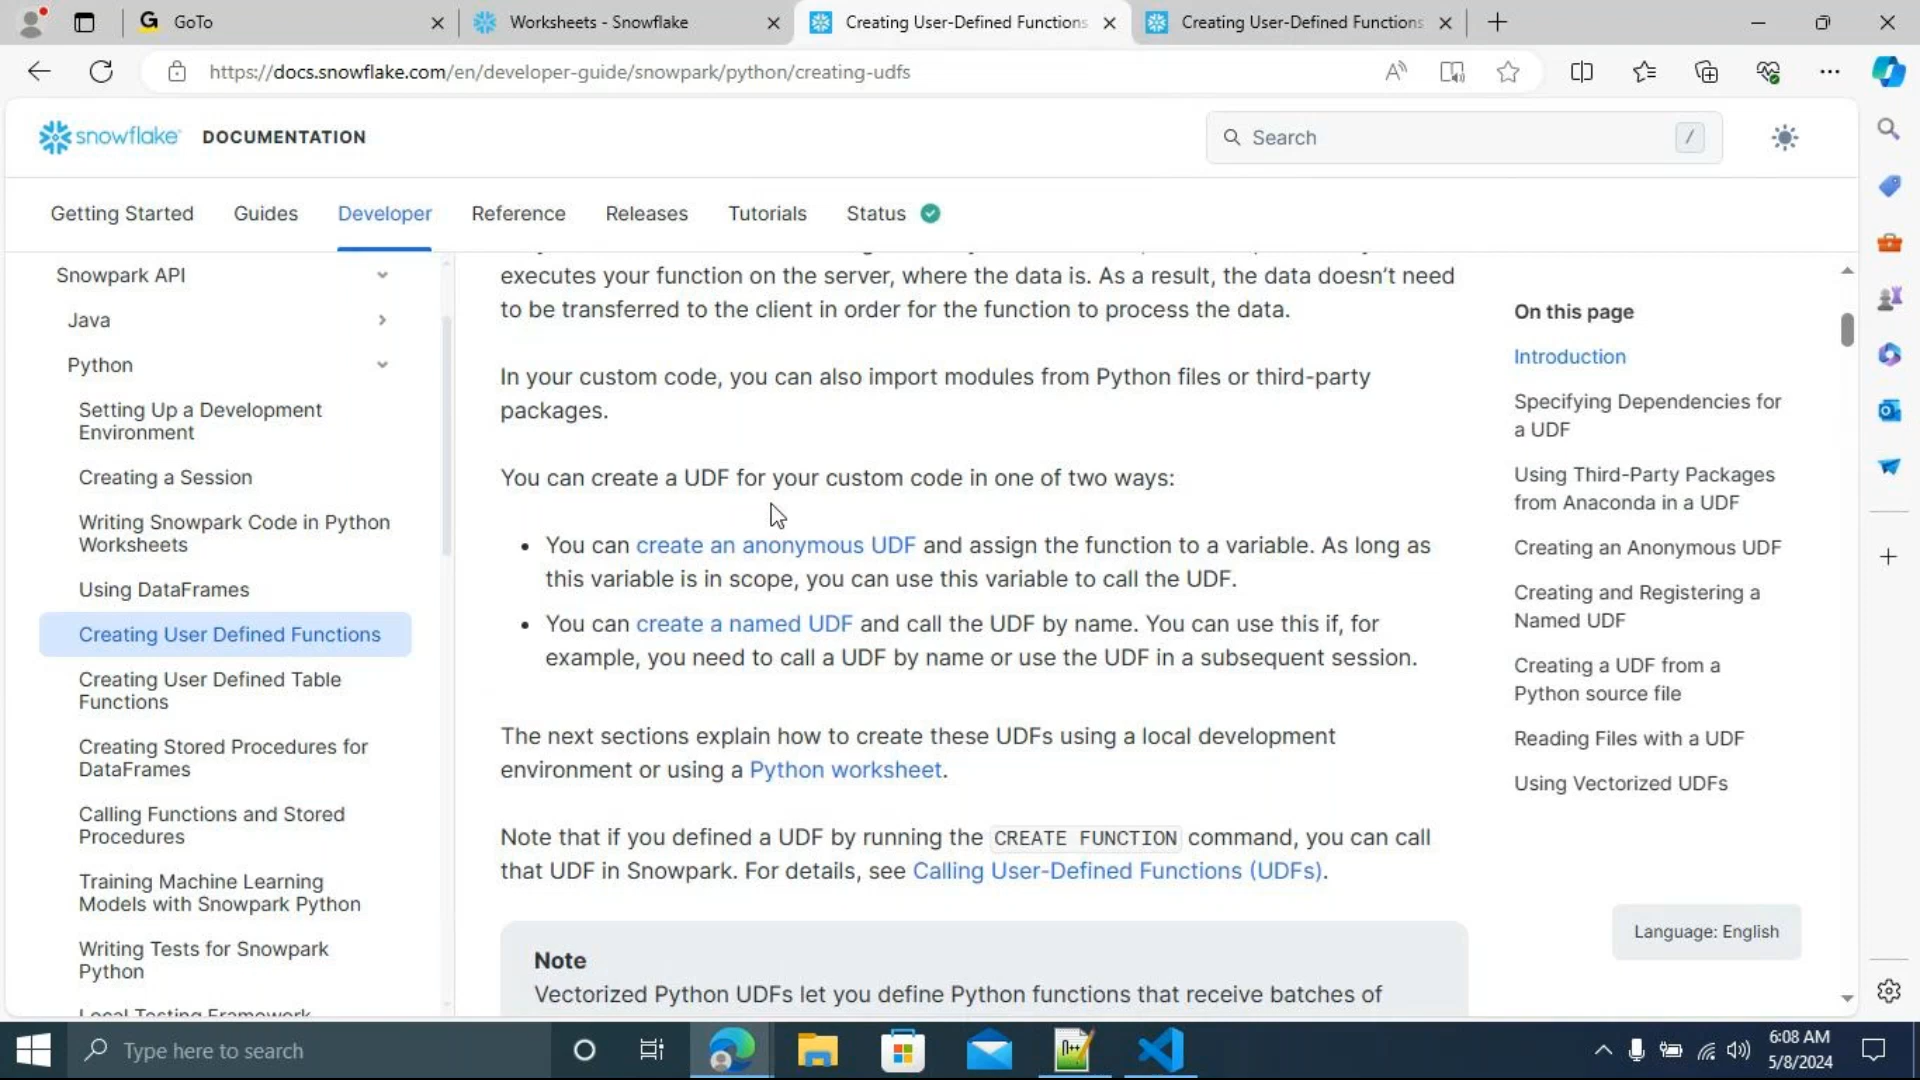 GoTo
Worksheets - Snowflake
Creating User-Defined Functions
Creating User-Defined Functions
https://docs.snowflake.com/en/developer-guide/snowpark/python/creating-udfs
snowflake DOCUMENTATION
Search /
Getting Started Guides Developer Reference Releases Tutorials Status
Snowpark API
Java
Python
Setting Up a Development
Environment
Creating a Session
Writing Snowpark Code in Python
Worksheets
Using DataFrames
Creating User Defined Functions
Creating User Defined Table
Functions
Creating Stored Procedures for
DataFrames
Calling Functions and Stored
Procedures
Training Machine Learning
Models with Snowpark Python
Writing Tests for Snowpark
Python
Local Testing Framework
executes your function on the server, where the data is. As a result, the data doesn’t need
to be transferred to the client in order for the function to process the data.
In your custom code, you can also import modules from Python files or third-party
packages.
You can create a UDF for your custom code in one of two ways:
• You can create an anonymous UDF and assign the function to a variable. As long as
this variable is in scope, you can use this variable to call the UDF.
• You can create a named UDF and call the UDF by name. You can use this if, for
example, you need to call a UDF by name or use the UDF in a subsequent session.
The next sections explain how to create these UDFs using a local development
environment or using a Python worksheet.
Note that if you defined a UDF by running the CREATE FUNCTION command, you can call
that UDF in Snowpark. For details, see Calling User-Defined Functions (UDFs).
Note
Vectorized Python UDFs let you define Python functions that receive batches of
On this page
Introduction
Specifying Dependencies for
a UDF
Using Third-Party Packages
from Anaconda in a UDF
Creating an Anonymous UDF
Creating and Registering a
Named UDF
Creating a UDF from a
Python source file
Reading Files with a UDF
Using Vectorized UDFs
Language: English
Type here to search
6:08 AM
5/8/2024